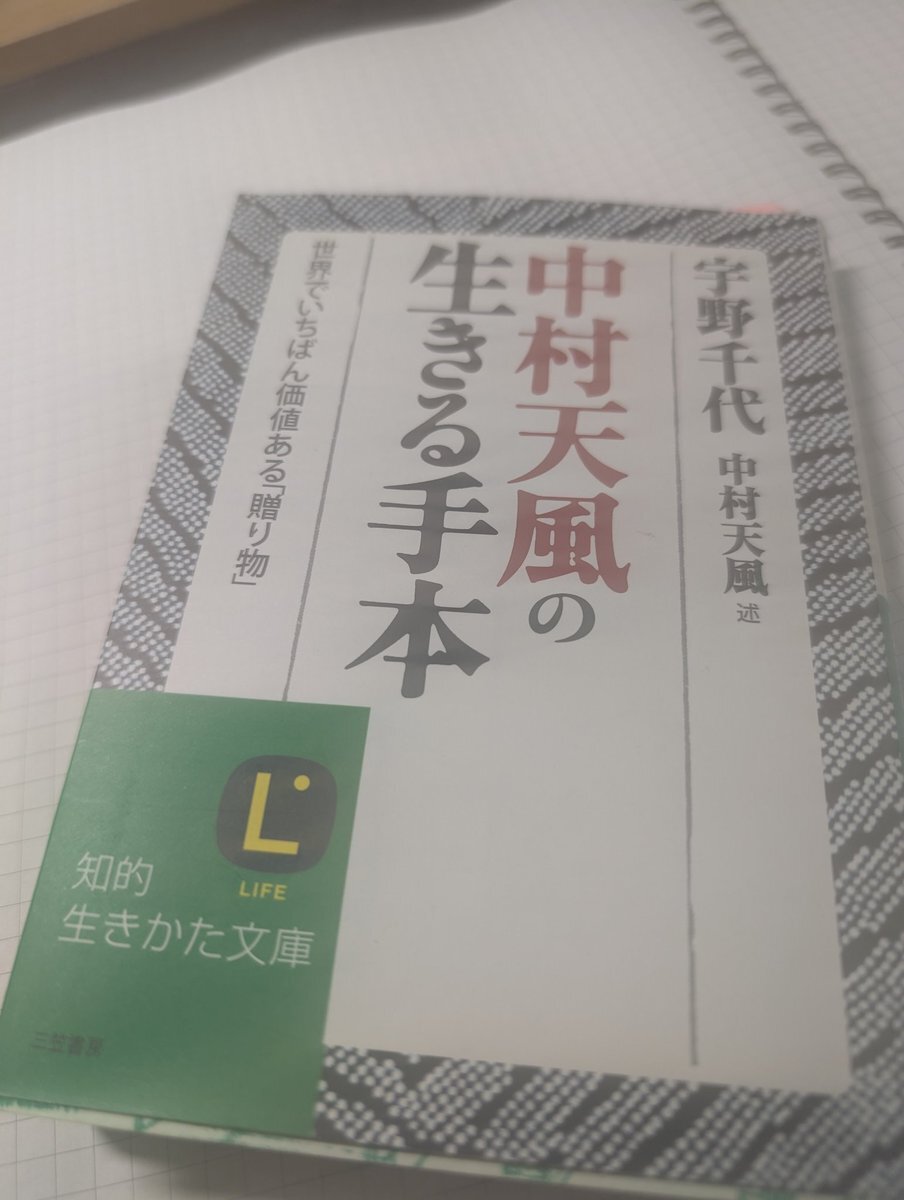 宇野千代 中村天風 述
中村天風の
生きる手本
世界でいちばん価値ある「贈り物」
L
LIFE
知的
生きかた文庫
三笠書房